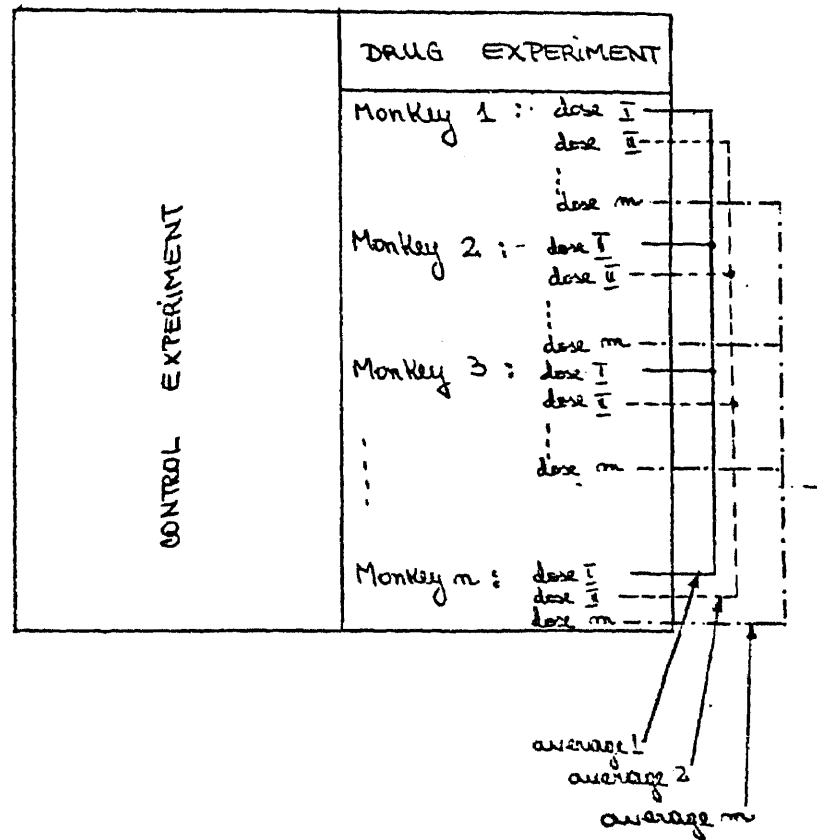 DRUG EXPERIMENT
CONTROL EXPERIMENT
Monkey 1 : dose I
dose II
dose m
Monkey 2 : dose I
dose II
dose m
Monkey 3 : dose I
dose II
dose m
Monkey n : dose I
dose II
dose m
average 1
average 2
average m